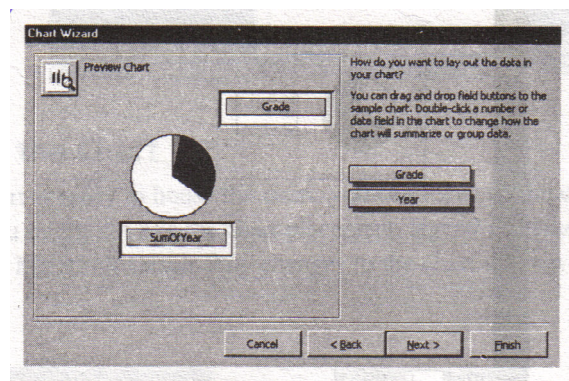 Chart Wizard
Preview Chart
Grade
SumOfYear
How do you want to lay out the data in
your chart?
You can drag and drop field buttons to the
sample chart. Double-click a number or
date field in the chart to change how the
chart will summarize or group data.
Grade
Year
Cancel
< Back
Next >
Finish